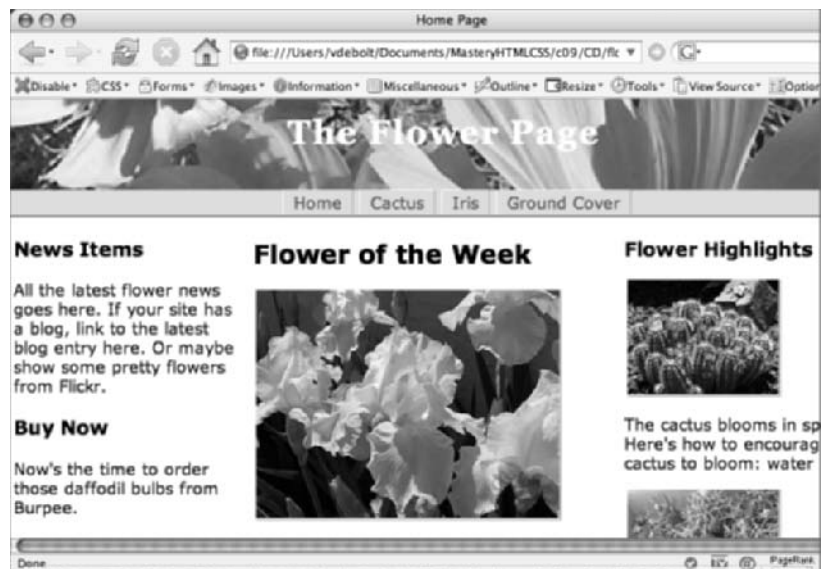 Home Page
file:///Users/vdebolt/Documents/MasteryHTMLCSS/c09/CD/flc
Disable CSS Forms Images Information Miscellaneous Outline Resize Tools View Source Option
The Flower Page
Home Cactus Iris Ground Cover
News Items
All the latest flower news
goes here. If your site has
a blog, link to the latest
blog entry here. Or maybe
show some pretty flowers
from Flickr.
Buy Now
Now's the time to order
those daffodil bulbs from
Burpee.
Flower of the Week
Flower Highlights
The cactus blooms in sp
Here's how to encourag
cactus to bloom: water
Done
PageRank